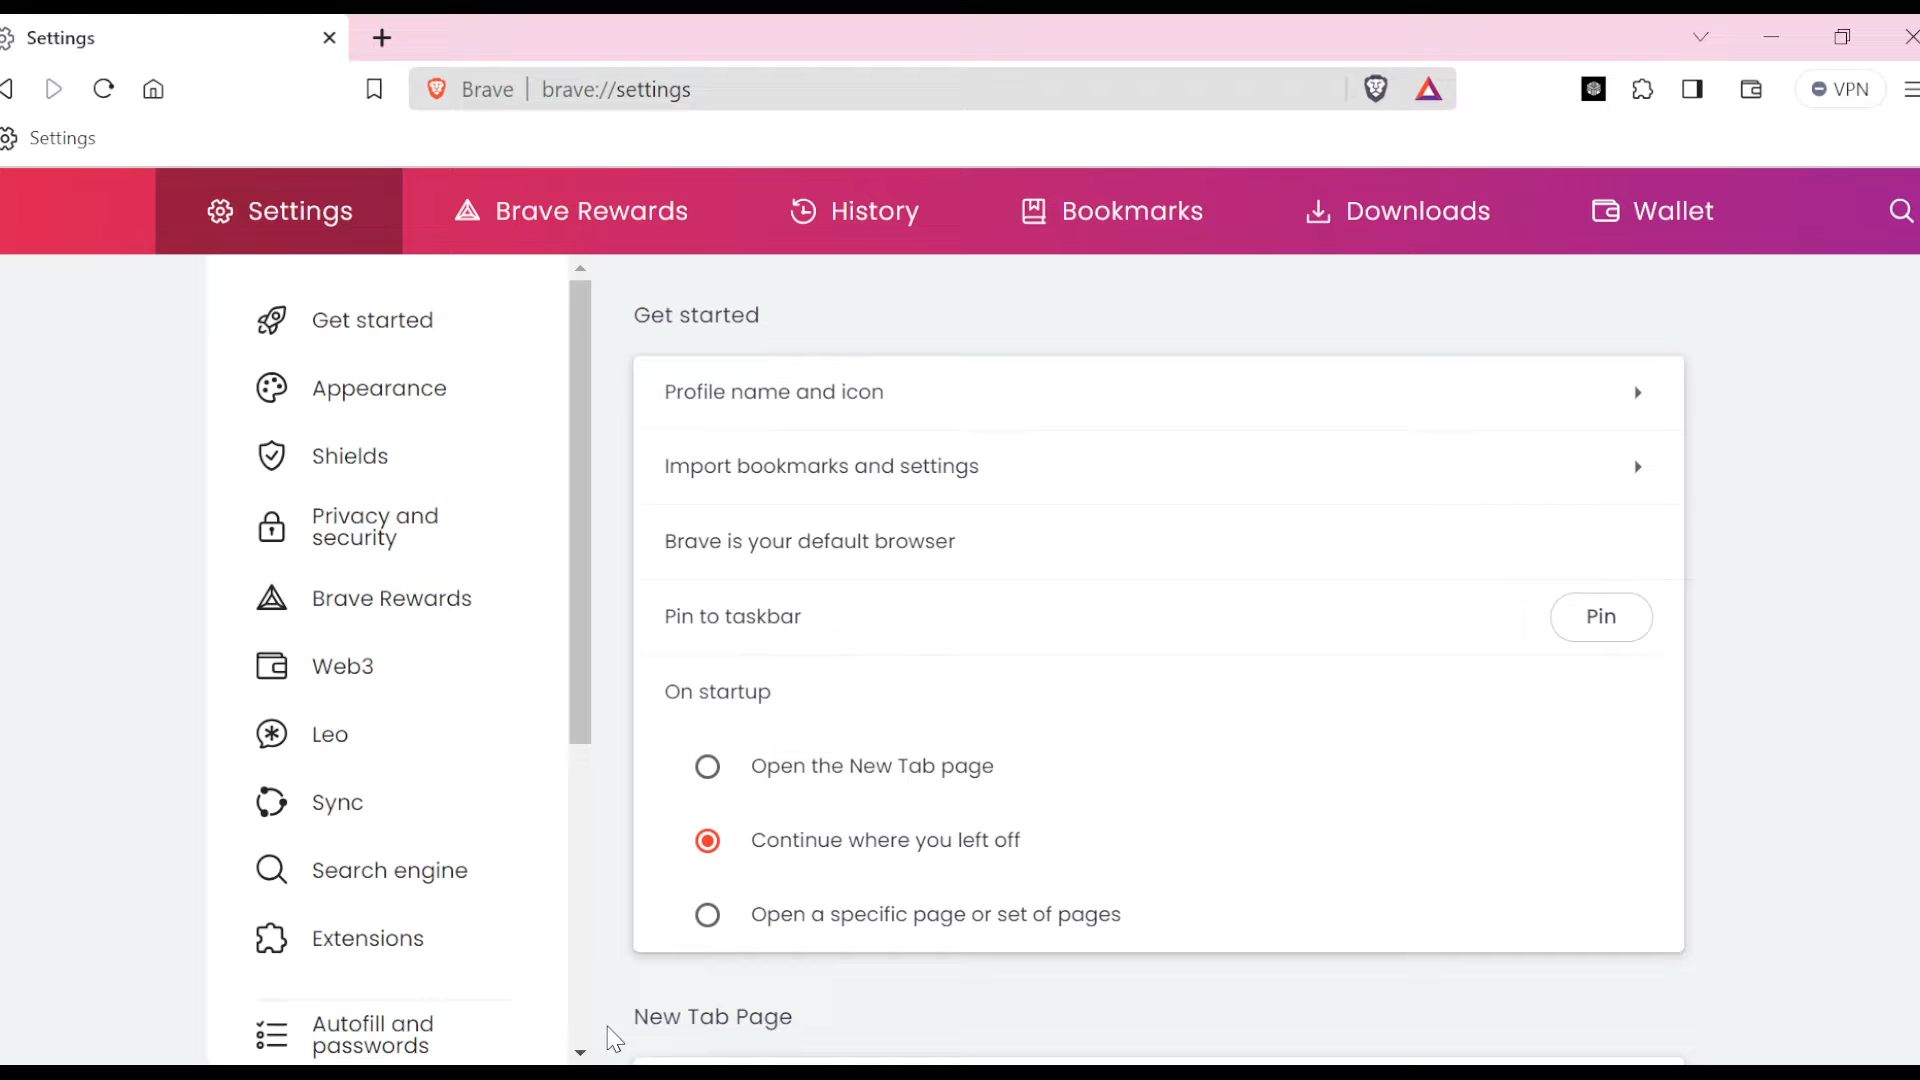 Settings
Brave
brave://settings
VPN
Settings
Settings
Brave Rewards
History
Bookmarks
Downloads
Wallet
Get started
Appearance
Shields
Privacy and
security
Brave Rewards
Web3
Leo
Sync
Search engine
Extensions
Autofill and
passwords
Get started
Profile name and icon
Import bookmarks and settings
Brave is your default browser
Pin to taskbar
Pin
On startup
Open the New Tab page
Continue where you left off
Open a specific page or set of pages
New Tab Page